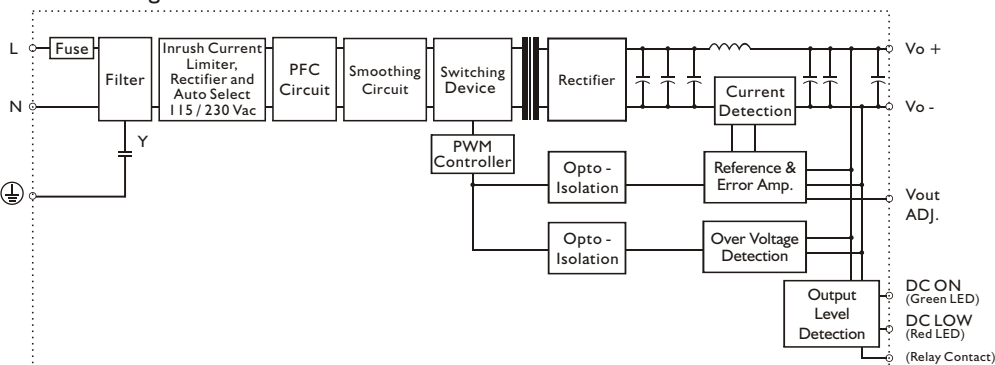 L
Fuse
Filter
Inrush Current
Limiter,
Rectifier and
Auto Select
115 / 230 Vac
PFC
Circuit
Smoothing
Circuit
Switching
Device
Rectifier
Current
Detection
Vo +
N
Vo -
Y
PWM
Controller
Opto -
Isolation
Reference &
Error Amp.
Vout
ADJ.
Opto -
Isolation
Over Voltage
Detection
Output
Level
Detection
DC ON
(Green LED)
DC LOW
(Red LED)
(Relay Contact)